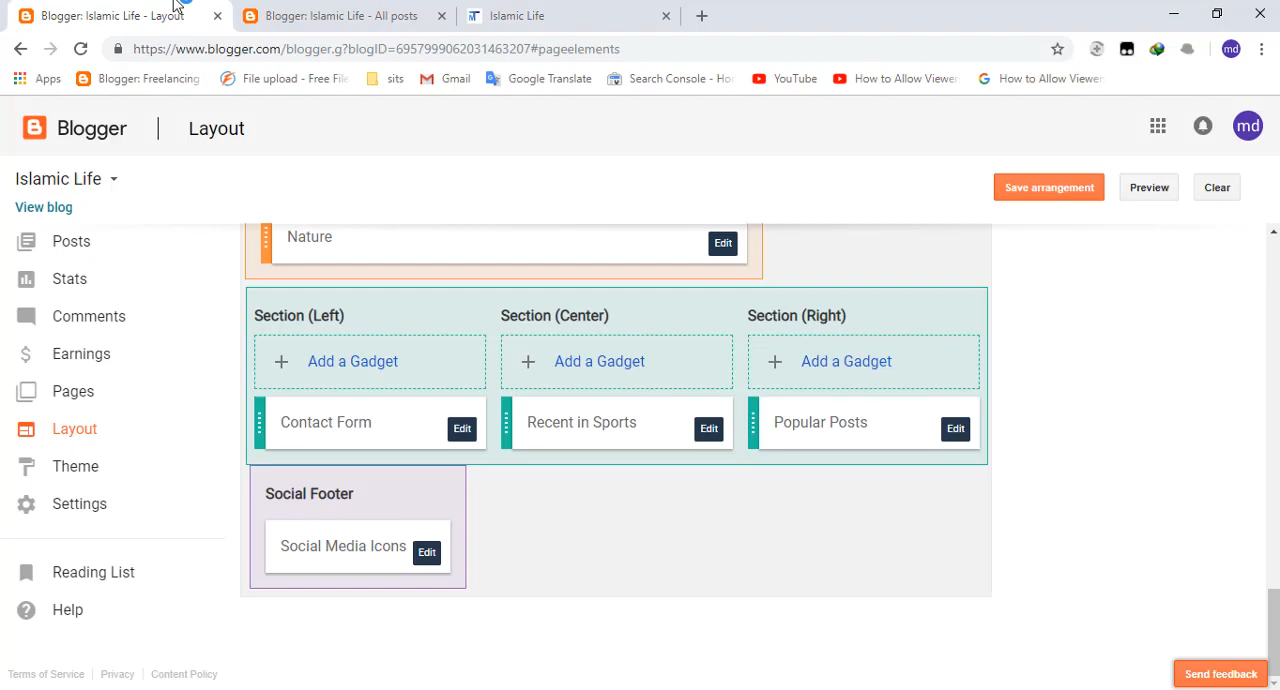 Blogger: Islamic Life - Layout
Blogger: Islamic Life - All posts
Islamic Life
https://www.blogger.com/blogger.g?blogID=6957999062031463207#pageelements
md
Apps
Blogger: Freelancing
File upload - Free File
sits
Gmail
Google Translate
Search Console - Hom
YouTube
How to Allow Viewer
How to Allow Viewer
Blogger
Layout
md
Islamic Life
Save arrangement
Preview
Clear
View blog
Posts
Stats
Comments
Earnings
Pages
Layout
Theme
Settings
Reading List
Help
Nature
Edit
Section (Left)
Section (Center)
Section (Right)
Add a Gadget
Add a Gadget
Add a Gadget
Contact Form
Edit
Recent in Sports
Edit
Popular Posts
Edit
Social Footer
Social Media Icons
Edit
Terms of Service
Privacy
Content Policy
Send feedback